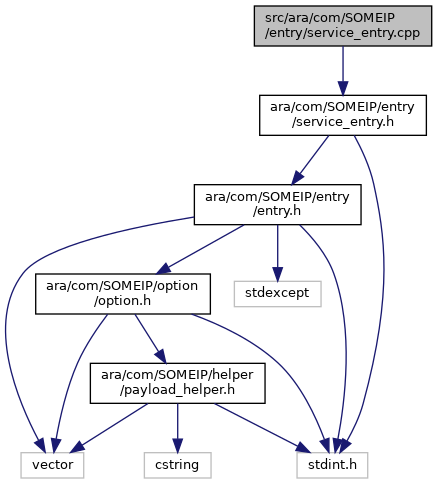 src/ara/com/SOMEIP
/entry/service_entry.cpp
ara/com/SOMEIP/entry
/service_entry.h
ara/com/SOMEIP/entry
/entry.h
ara/com/SOMEIP/option
/option.h
stdexcept
ara/com/SOMEIP/helper
/payload_helper.h
vector
cstring
stdint.h